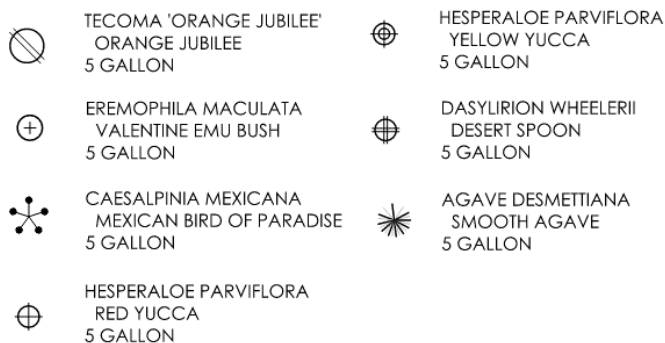 TECOMA 'ORANGE JUBILEE'
ORANGE JUBILEE
5 GALLON
EREMOPHILA MACULATA
VALENTINE EMU BUSH
5 GALLON
CAESALPINIA MEXICANA
MEXICAN BIRD OF PARADISE
5 GALLON
HESPERALOE PARVIFLORA
RED YUCCA
5 GALLON
HESPERALOE PARVIFLORA
YELLOW YUCCA
5 GALLON
DASYLIRION WHEELERII
DESERT SPOON
5 GALLON
AGAVE DESMETTIANA
SMOOTH AGAVE
5 GALLON